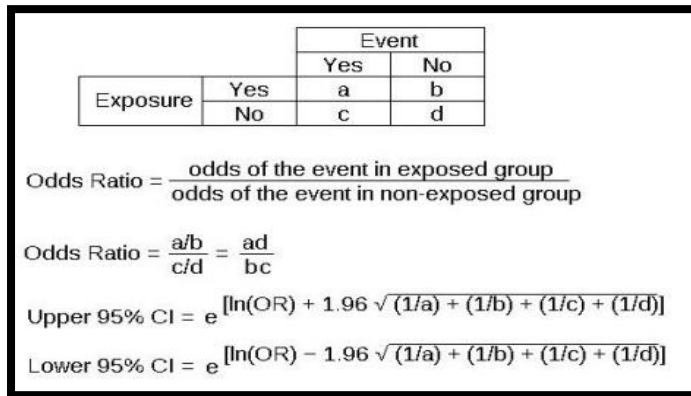 Event
Yes No
Exposure Yes a b
No c d
Odds Ratio = odds of the event in exposed group / odds of the event in non-exposed group
Odds Ratio = a/b / c/d = ad / bc
Upper 95% CI = e [ln(OR) + 1.96 √(1/a) + (1/b) + (1/c) + (1/d)]
Lower 95% CI = e [ln(OR) − 1.96 √(1/a) + (1/b) + (1/c) + (1/d)]